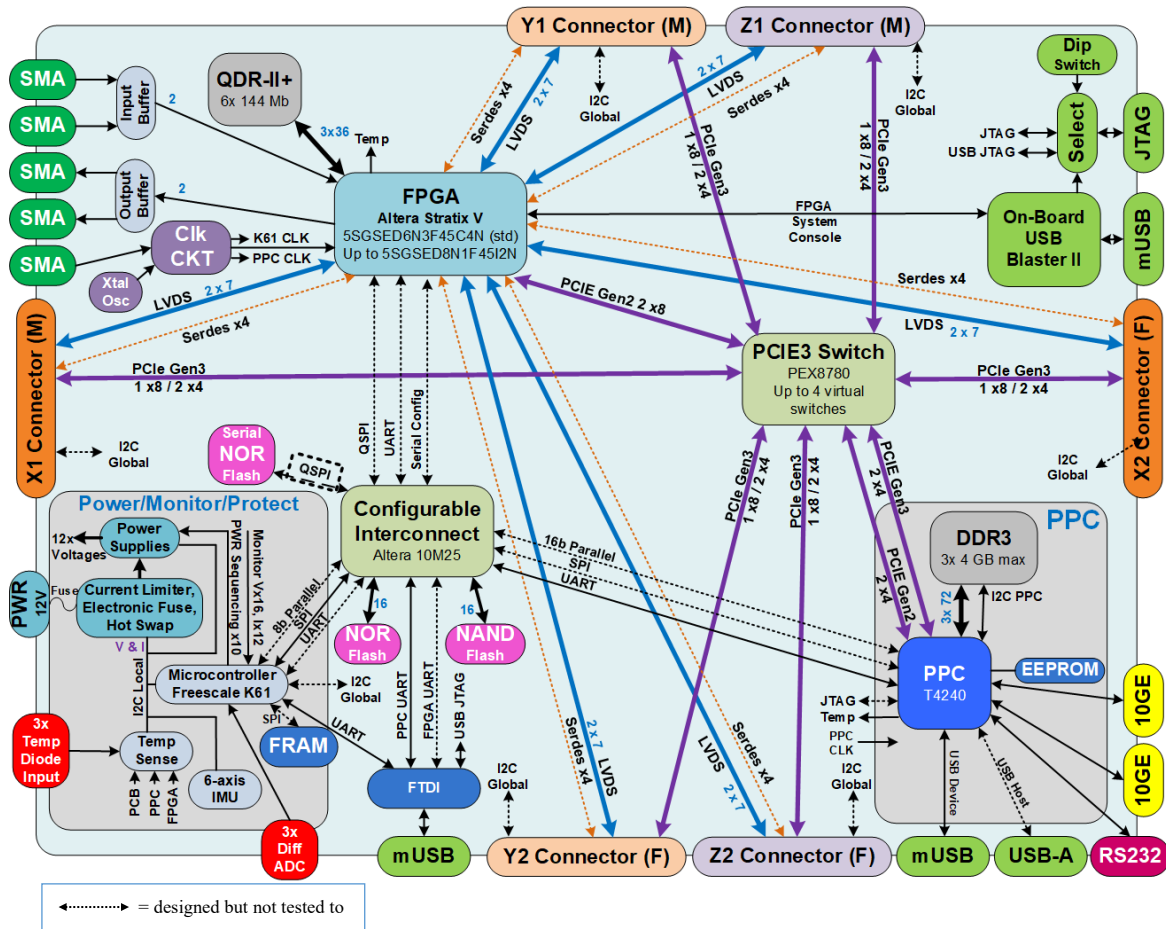 Y1 Connector (M)
Z1 Connector (M)
SMA
SMA
SMA
SMA
SMA
Input
Buffer
Output
Buffer
2
2
QDR-II+
6x 144 Mb
3x36
Temp
Serdes x4
LVDS
2 x 7
I2C
Global
2 x 7
LVDS
Serdes x4
I2C
Global
PCIe Gen3
1 x8 / 2 x4
PCIe Gen3
1 x8 / 2 x4
Dip
Switch
Select
JTAG
USB JTAG
JTAG
mUSB
On-Board
USB
Blaster II
FPGA
System
Console
FPGA
Altera Stratix V
5SGSED6N3F45C4N (std)
Up to 5SGSED8N1F45I2N
Clk
CKT
K61 CLK
PPC CLK
Xtal
Osc
LVDS
2 x 7
Serdes x4
X1 Connector (M)
PCIe Gen3
1 x8 / 2 x4
I2C
Global
PCIE Gen2 2 x8
Serdes x4
LVDS
2 x 7
PCIE3 Switch
PEX8780
Up to 4 virtual
switches
PCIe Gen3
1 x8 / 2 x4
X2 Connector (F)
I2C
Global
QSPI
UART
Serial Config
Serial
NOR
Flash
QSPI
Configurable
Interconnect
Altera 10M25
16b Parallel
SPI
UART
PCIe Gen3
1 x8 / 2 x4
PCIe Gen3
1 x8 / 2 x4
PCIE Gen3
2 x4
PCIE Gen2
2 x4
Power/Monitor/Protect
12x
Voltages
Power
Supplies
PWR
12V
Fuse
Current Limiter,
Electronic Fuse,
Hot Swap
V & I
PWR Sequencing x10
Monitor Vx16, Ix12
8b Parallel
SPI
UART
I2C Local
Microcontroller
Freescale K61
I2C
Global
SPI
FRAM
UART
3x
Temp
Diode
Input
Temp
Sense
PCB
PPC
FPGA
6-axis
IMU
3x
Diff
ADC
16
NOR
Flash
16
NAND
Flash
PPC UART
FPGA UART
USB JTAG
FTDI
mUSB
I2C
Global
Serdes x4
2 x 7
LVDS
LVDS
2 x 7
Serdes x4
Y2 Connector (F)
Z2 Connector (F)
I2C
Global
PPC
DDR3
3x 4 GB max
3x 72
I2C PPC
PPC
T4240
EEPROM
JTAG
Temp
PPC
CLK
USB Device
USB Host
10GE
10GE
mUSB
USB-A
RS232
= designed but not tested to